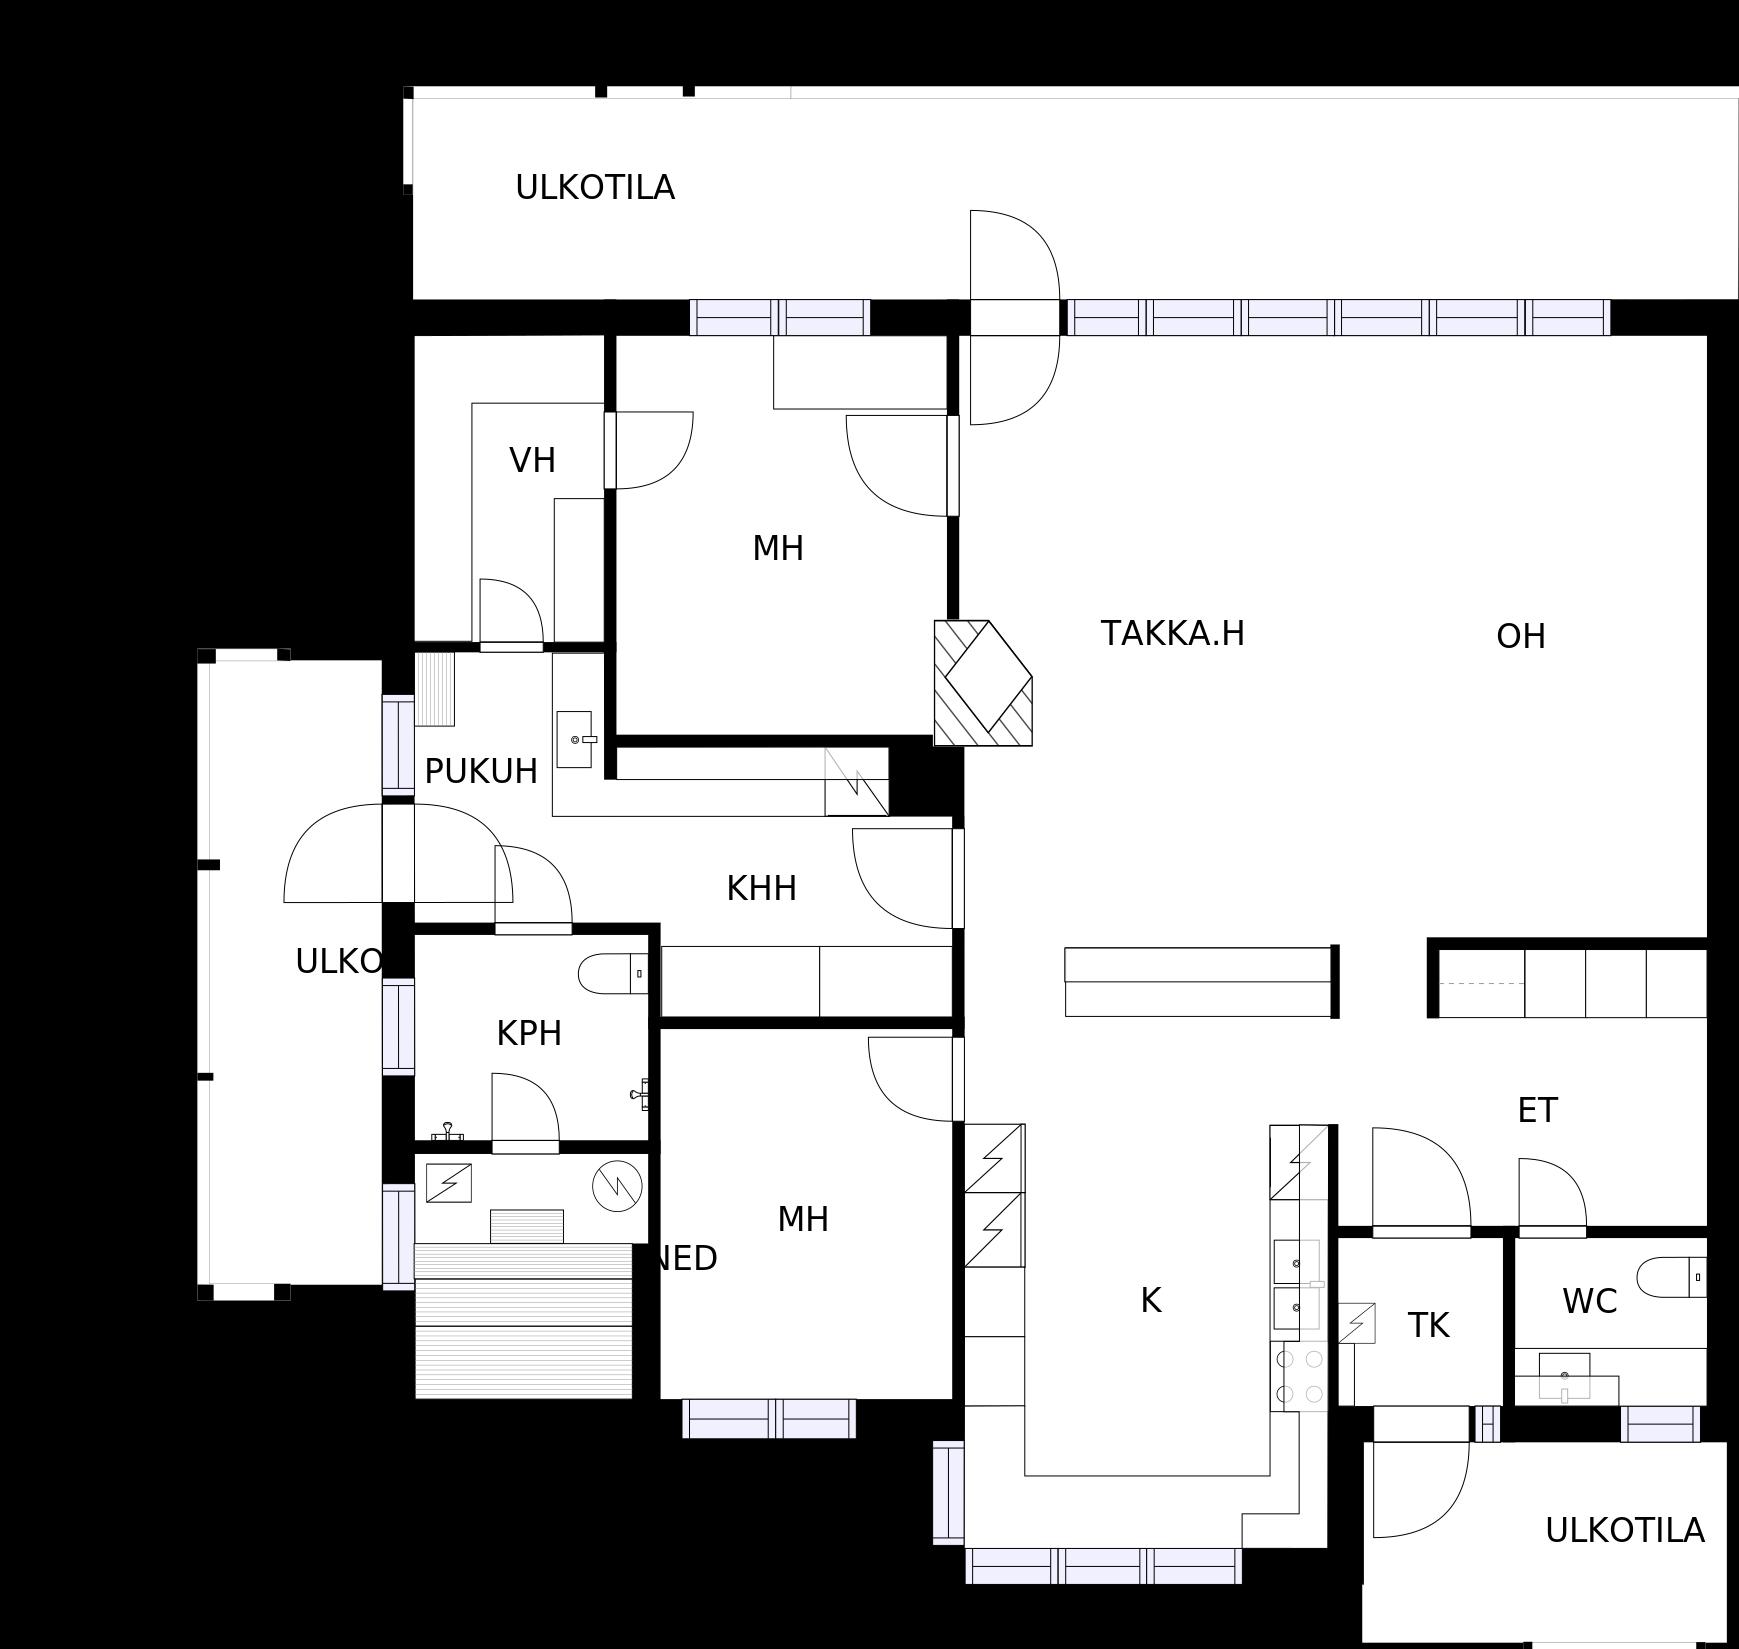 ULKOTILA
VH
MH
TAKKA.H
OH
PUKUH
KHH
ULKO
KPH
ET
MH
NED
K
WC
TK
ULKOTILA